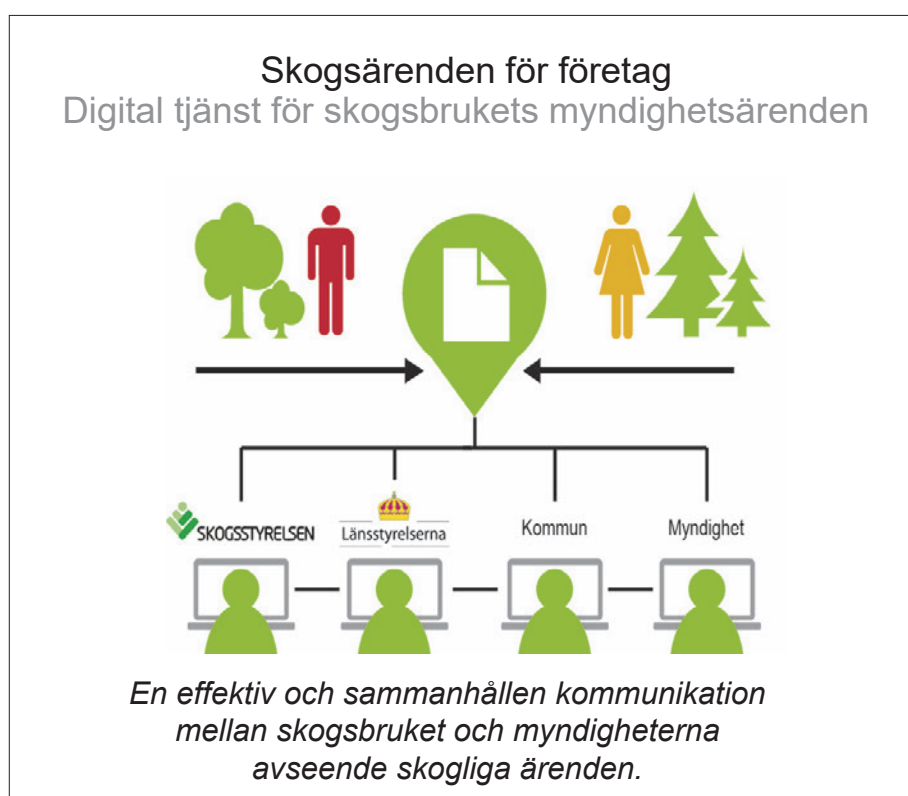 Skogsärenden för företag
Digital tjänst för skogsbrukets myndighetsärenden
SKOGSSTYRELSEN
Länsstyrelserna
Kommun
Myndighet
En effektiv och sammanhållen kommunikation
mellan skogsbruket och myndigheterna
avseende skogliga ärenden.